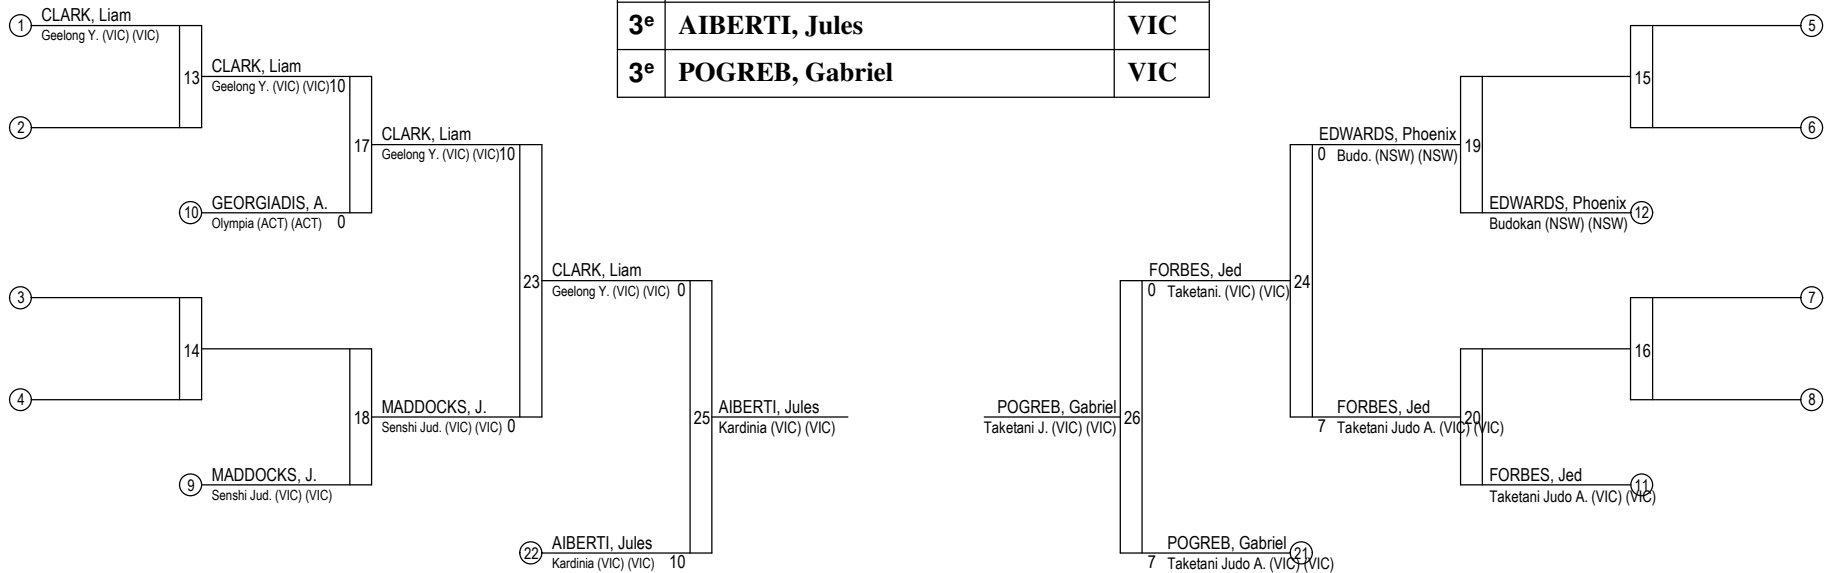 3e AIBERTI, Jules VIC
3e POGREB, Gabriel VIC
1 CLARK, Liam
Geelong Y. (VIC) (VIC)
2
13 CLARK, Liam
Geelong Y. (VIC) (VIC) 10
10 GEORGIADIS, A.
Olympia (ACT) (ACT) 0
17 CLARK, Liam
Geelong Y. (VIC) (VIC) 10
3
4
14
9 MADDOCKS, J.
Senshi Jud. (VIC) (VIC)
18 MADDOCKS, J.
Senshi Jud. (VIC) (VIC) 0
23 CLARK, Liam
Geelong Y. (VIC) (VIC) 0
22 AIBERTI, Jules
Kardinia (VIC) (VIC) 10
25 AIBERTI, Jules
Kardinia (VIC) (VIC)
5
6
15
EDWARDS, Phoenix 12
Budokan (NSW) (NSW)
EDWARDS, Phoenix 19
0 Budo. (NSW) (NSW)
7
8
16
FORBES, Jed 11
Taketani Judo A. (VIC) (VIC)
FORBES, Jed 20
7 Taketani Judo A. (VIC) (VIC)
FORBES, Jed 24
0 Taketani. (VIC) (VIC)
POGREB, Gabriel 21
7 Taketani Judo A. (VIC) (VIC)
POGREB, Gabriel 26
Taketani J. (VIC) (VIC)